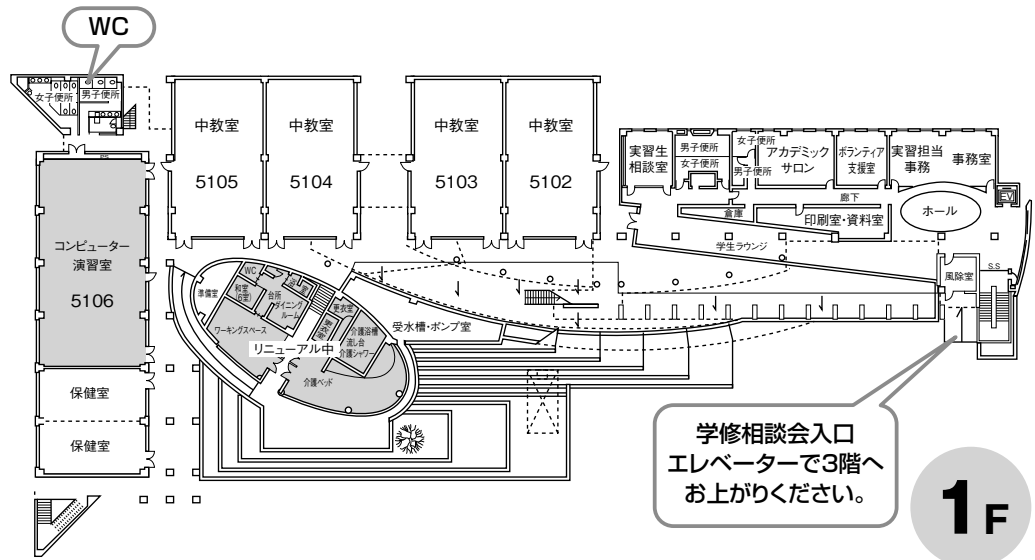 WC
女子便所
男子便所
PS
中教室
5105
中教室
5104
中教室
5103
中教室
5102
実習生
相談室
男子便所
女子便所
女子便所
男子便所
アカデミック
サロン
ボランティア
支援室
実習担当
事務
事務室
EV
廊下
倉庫
印刷室・資料室
ホール
学生ラウンジ
風除室
S.S
コンピューター
演習室
5106
準備室
WC
和室
台所
ダイニング
ルーム
更衣室
ワーキングスペース
リニューアル中
介護浴槽
流し台
介護シャワー
介護ベッド
受水槽・ポンプ室
保健室
保健室
学修相談会入口
エレベーターで3階へ
お上がりください。
1F